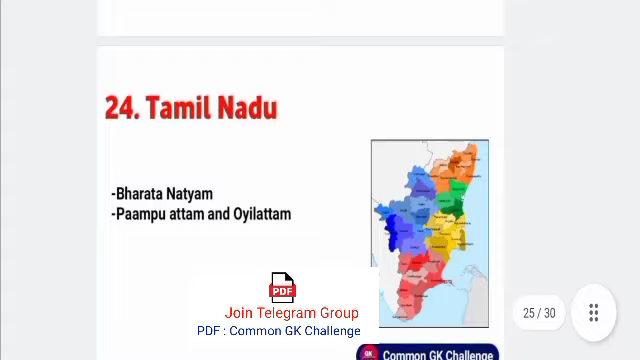 24. Tamil Nadu
-Bharata Natyam
-Paampu attam and Oyilattam
PDF
Join Telegram Group
PDF : Common GK Challenge
25 / 30
GK
Common GK Challenge